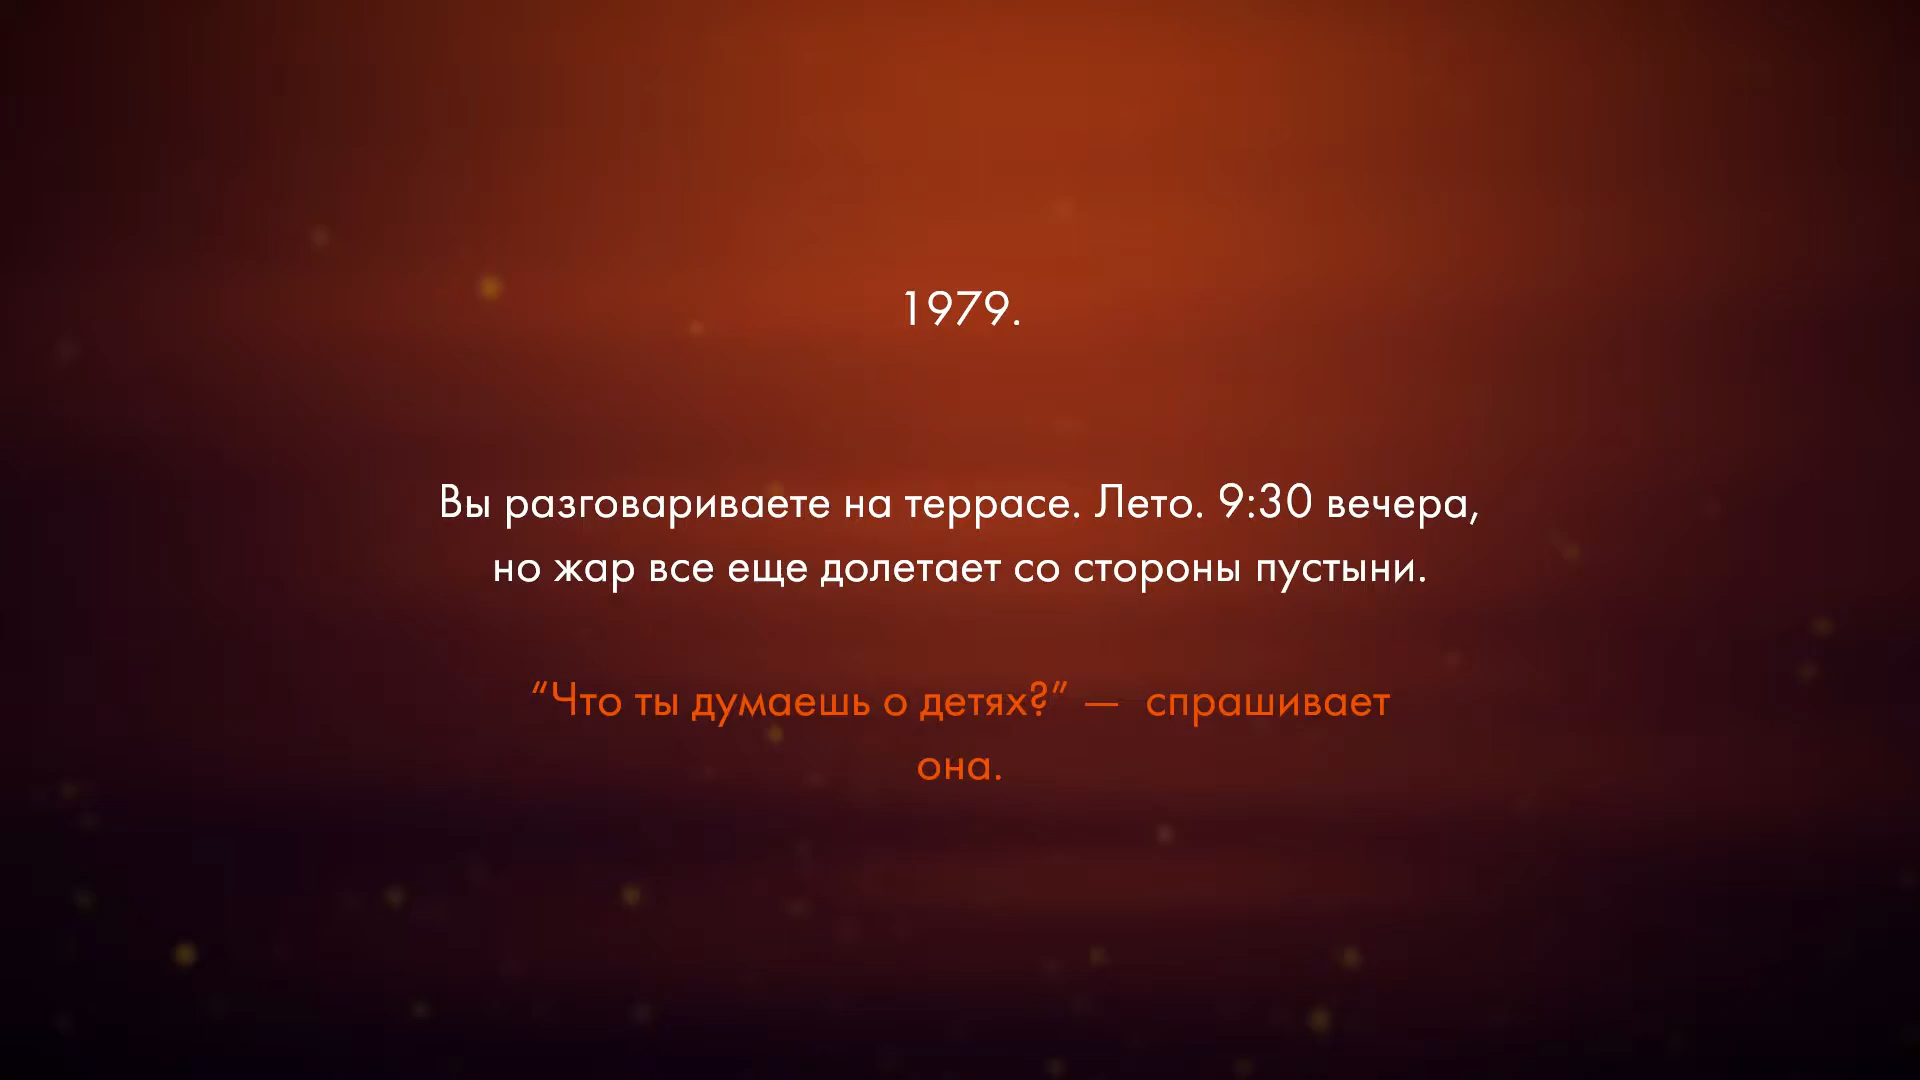 1979.
Вы разговариваете на террасе. Лето. 9:30 вечера,
но жар все еще долетает со стороны пустыни.
“Что ты думаешь о детях?” — спрашивает
она.